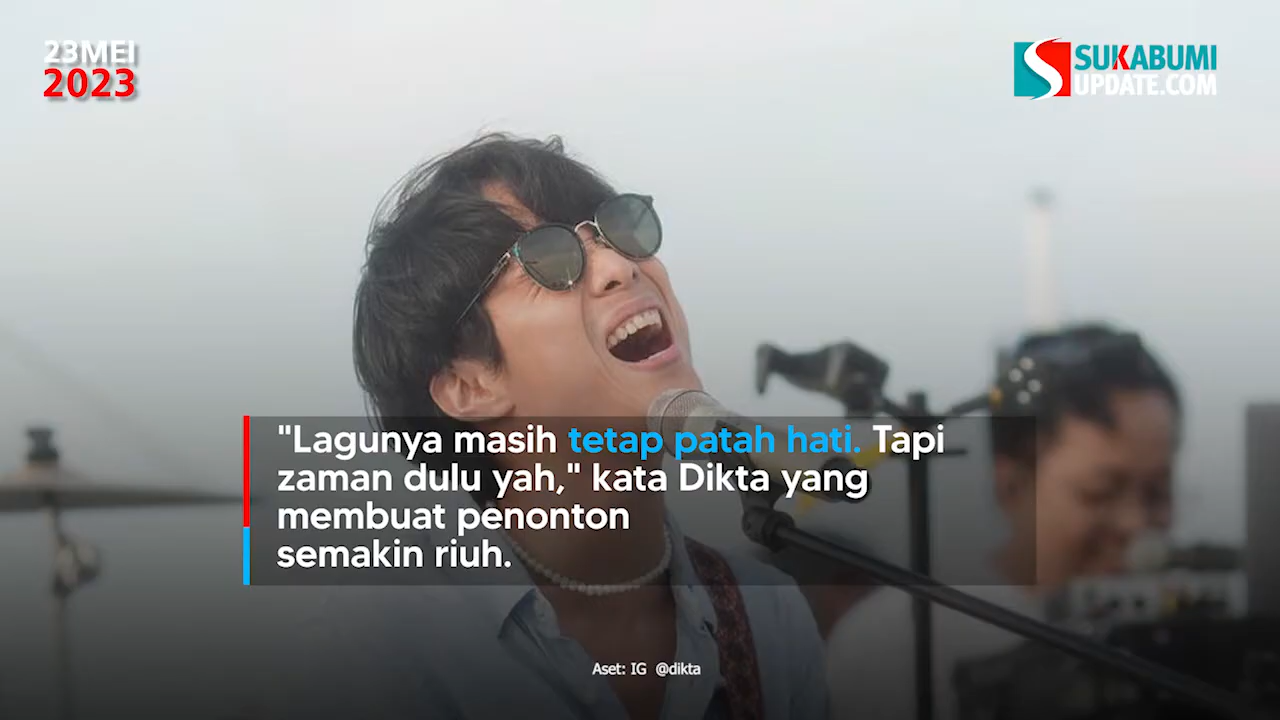 23MEI
2023
SUKABUMI
UPDATE.COM
"Lagunya masih tetap patah hati. Tapi
zaman dulu yah," kata Dikta yang
membuat penonton
semakin riuh.
Aset: IG @dikta